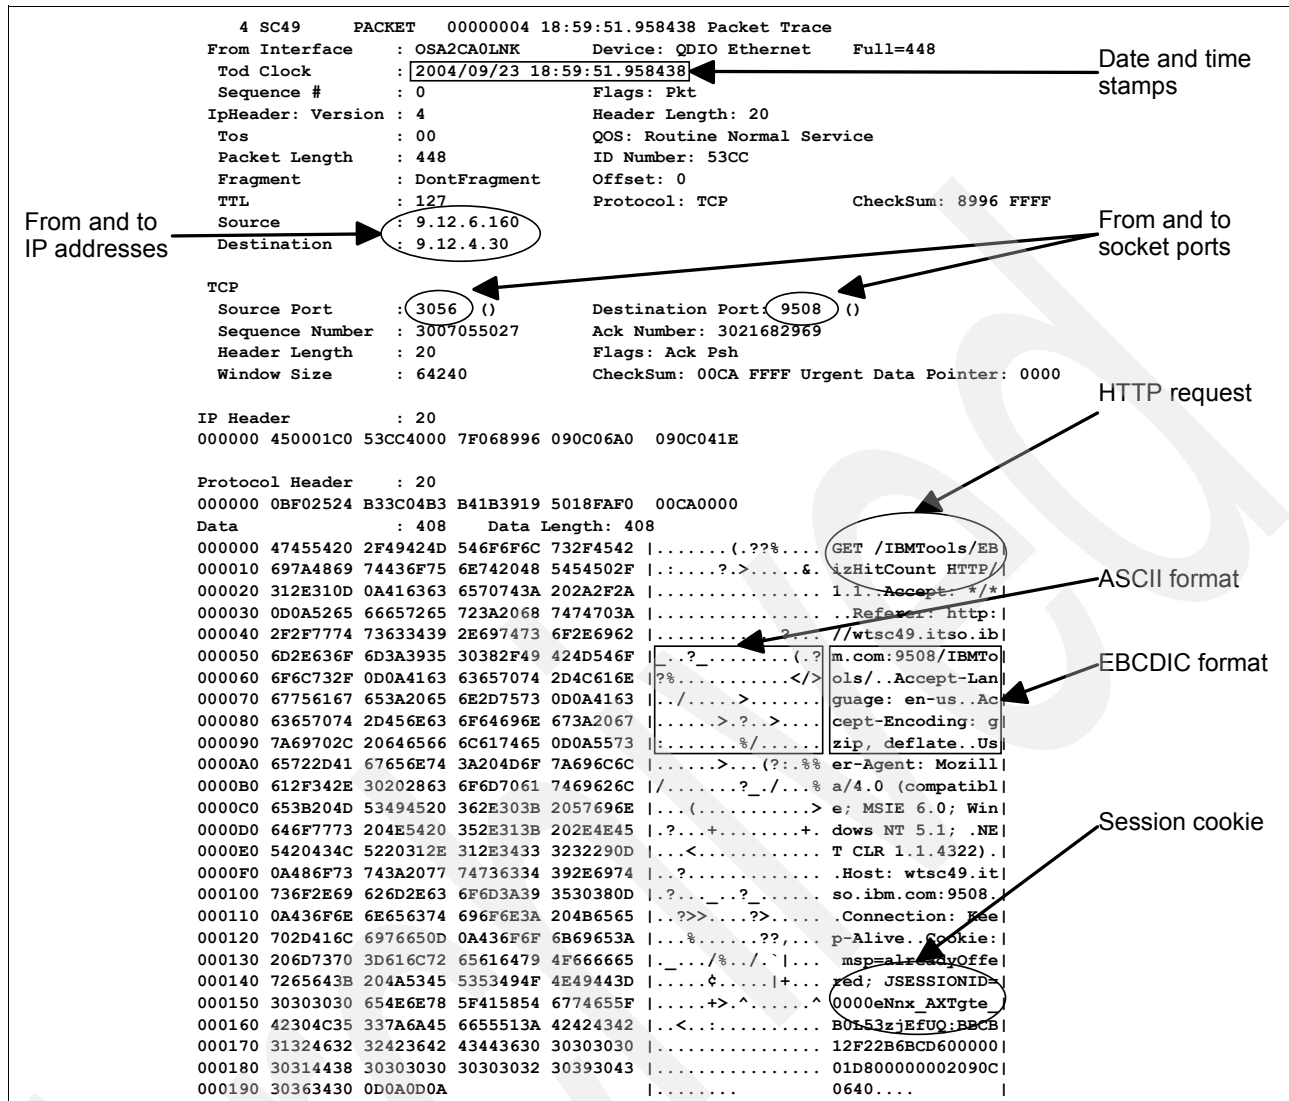 4 SC49 PACKET 00000004 18:59:51.958438 Packet Trace
From Interface : OSA2CA0LNK Device: QDIO Ethernet Full=448
Tod Clock : 2004/09/23 18:59:51.958438
Date and time stamps
Sequence # : 0 Flags: Pkt
IpHeader: Version : 4 Header Length: 20
Tos : 00 QOS: Routine Normal Service
Packet Length : 448 ID Number: 53CC
Fragment : DontFragment Offset: 0
TTL : 127 Protocol: TCP CheckSum: 8996 FFFF
From and to IP addresses
Source : 9.12.6.160
Destination : 9.12.4.30
From and to socket ports
TCP
Source Port : 3056 () Destination Port: 9508 ()
Sequence Number : 3007055027 Ack Number: 3021682969
Header Length : 20 Flags: Ack Psh
Window Size : 64240 CheckSum: 00CA FFFF Urgent Data Pointer: 0000
HTTP request
IP Header : 20
000000 450001C0 53CC4000 7F068996 090C06A0 090C041E
Protocol Header : 20
000000 0BF02524 B33C04B3 B41B3919 5018FAF0 00CA0000
Data : 408 Data Length: 408
000000 47455420 2F49424D 546F6F6C 732F4542 |.......(.??%.... GET /IBMTools/EB|
000010 697A4869 74436F75 6E742048 5454502F |.:....?.>.....&. izHitCount HTTP/|
000020 312E310D 0A416363 6570743A 202A2F2A |................ 1.1..Accept: */*|
000030 0D0A5265 66657265 723A2068 7474703A |................ ..Referer: http:|
000040 2F2F7774 73633439 2E697473 6F2E6962 |............?... //wtsc49.itso.ib|
000050 6D2E636F 6D3A3935 30382F49 424D546F |_..?_........(.? m.com:9508/IBMTo|
000060 6F6C732F 0D0A4163 63657074 2D4C616E |?%...........</> ols/..Accept-Lan|
000070 67756167 653A2065 6E2D7573 0D0A4163 |../.....>....... guage: en-us..Ac|
000080 63657074 2D456E63 6F64696E 673A2067 |......>.?..>.... cept-Encoding: g|
000090 7A69702C 20646566 6C617465 0D0A5573 |:.......%/...... zip, deflate..Us|
0000A0 65722D41 67656E74 3A204D6F 7A696C6C |......>...(?:.%% er-Agent: Mozill|
0000B0 612F342E 30202863 6F6D7061 7469626C |/.......?_./...% a/4.0 (compatibl|
0000C0 653B204D 53494520 362E303B 2057696E |...(...........> e; MSIE 6.0; Win|
0000D0 646F7773 204E5420 352E313B 202E4E45 |.?...+........+. dows NT 5.1; .NE|
0000E0 5420434C 5220312E 312E3433 3232290D |...<............ T CLR 1.1.4322).|
0000F0 0A486F73 743A2077 74736334 392E6974 |..?............. .Host: wtsc49.it|
000100 736F2E69 626D2E63 6F6D3A39 3530380D |.?..._..?_...... so.ibm.com:9508.|
000110 0A436F6E 6E656374 696F6E3A 204B6565 |..?>>....?>..... .Connection: Kee|
000120 702D416C 6976650D 0A436F6F 6B69653A |...%......??,... p-Alive..Cookie:|
000130 206D7370 3D616C72 65616479 4F666665 |._.../%../.`|... msp=alreadyOffe|
000140 7265643B 204A5345 5353494F 4E49443D |.....¢.....|+... red; JSESSIONID=|
000150 30303030 654E6E78 5F415854 6774655F |.....+>.^......^ 0000eNnx_AXTgte_|
000160 42304C35 337A6A45 6655513A 42424342 |..<..:.......... B0L53zjEfUQ:BBCB|
000170 31324632 32423642 43443630 30303030 |................ 12F22B6BCD600000|
000180 30314438 30303030 30303032 30393043 |................ 01D800000002090C|
000190 30363430 0D0A0D0A |........ 0640.... |
ASCII format
EBCDIC format
Session cookie